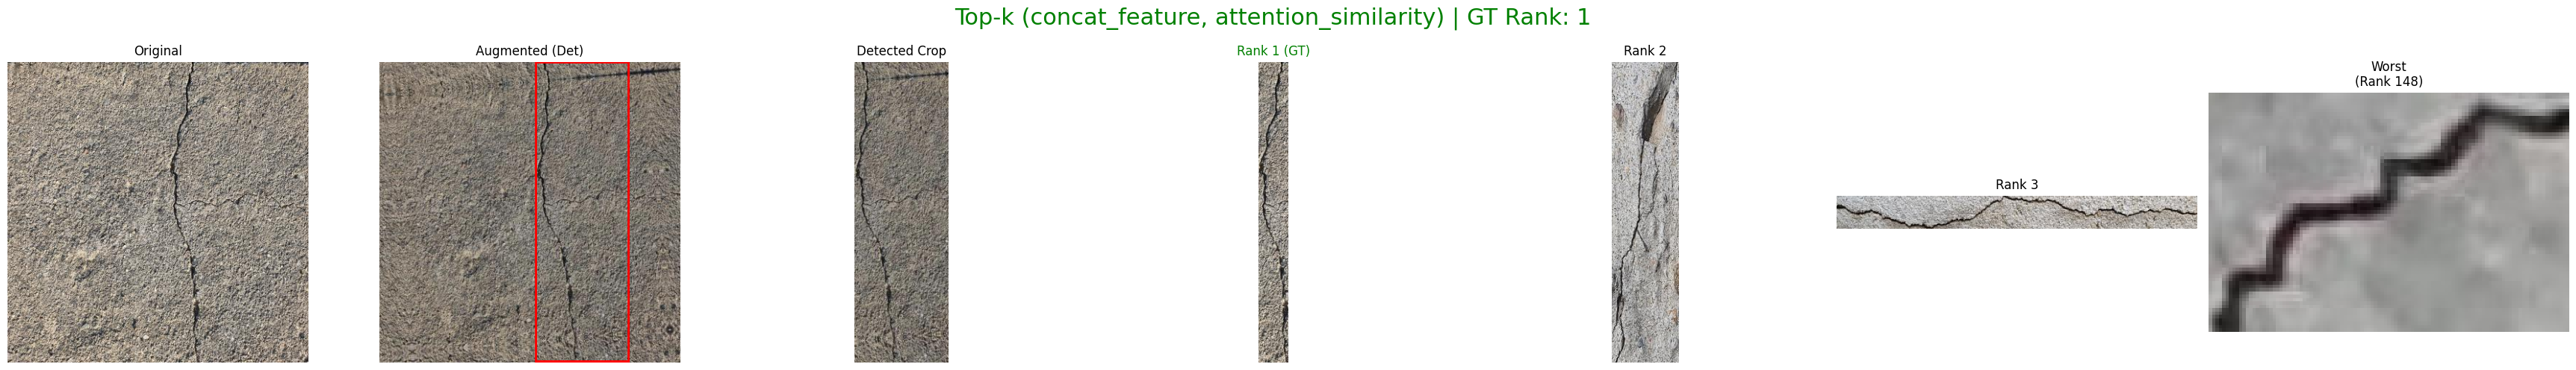 Top-k (concat_feature, attention_similarity) | GT Rank: 1
Original
Augmented (Det)
Detected Crop
Rank 1 (GT)
Rank 2
Rank 3
Worst
(Rank 148)